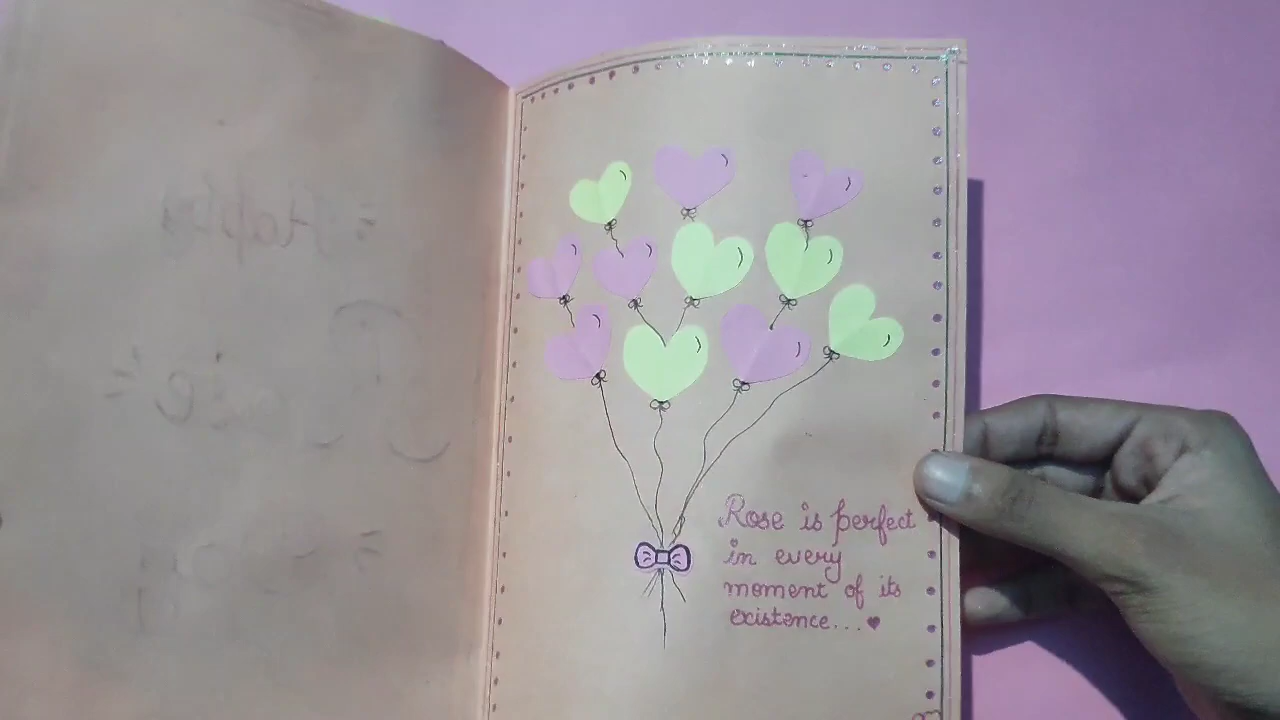 Rose is perfect
in every
moment of its
existence...♥